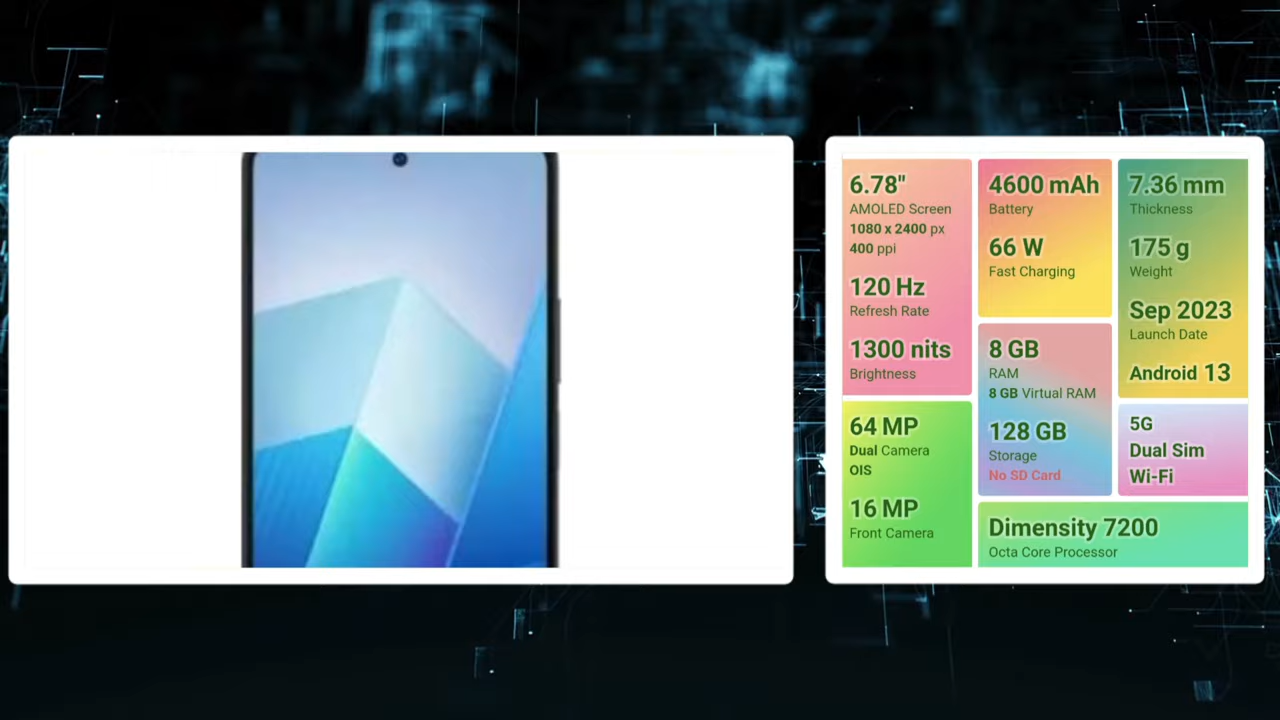 6.78"
AMOLED Screen
1080 x 2400 px
400 ppi
120 Hz
Refresh Rate
1300 nits
Brightness
64 MP
Dual Camera
OIS
16 MP
Front Camera
4600 mAh
Battery
66 W
Fast Charging
8 GB
RAM
8 GB Virtual RAM
128 GB
Storage
No SD Card
7.36 mm
Thickness
175 g
Weight
Sep 2023
Launch Date
Android 13
5G
Dual Sim
Wi-Fi
Dimensity 7200
Octa Core Processor